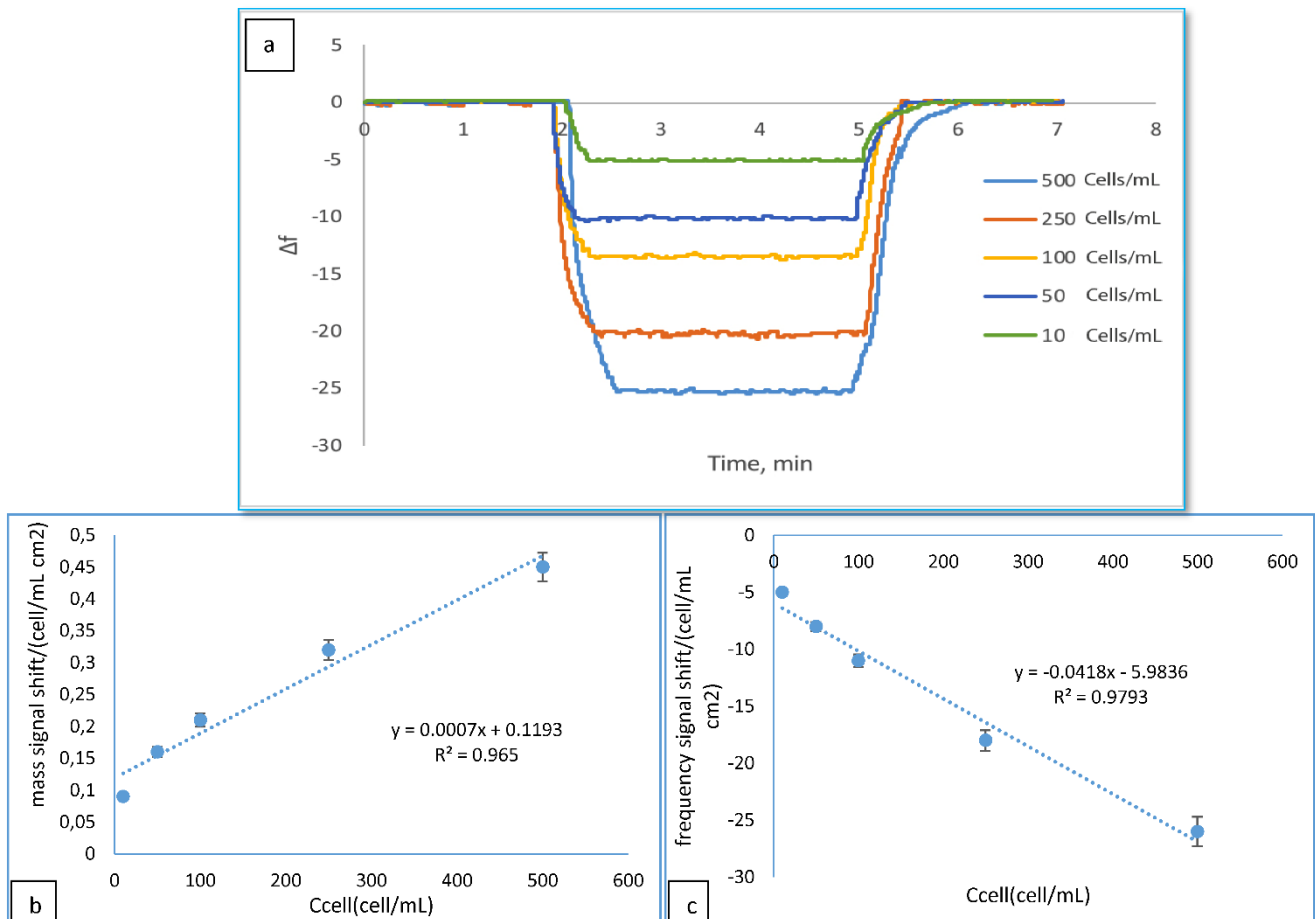 a
5
0
0 1 2 3 4 5 6 7 8
-5
-10
-15
-20
-25
-30
Δf
500 Cells/mL
250 Cells/mL
100 Cells/mL
50 Cells/mL
10 Cells/mL
Time, min
mass signal shift/(cell/mL cm2)
0,5
0,45
0,4
0,35
0,3
0,25
0,2
0,15
0,1
0,05
0
y = 0.0007x + 0.1193
R² = 0.965
0 100 200 300 400 500 600
Ccell(cell/mL)
b
frequency signal shift/(cell/mL
cm2)
0
0 100 200 300 400 500 600
-5
-10
-15
-20
-25
-30
y = -0.0418x - 5.9836
R² = 0.9793
Ccell(cell/mL)
c